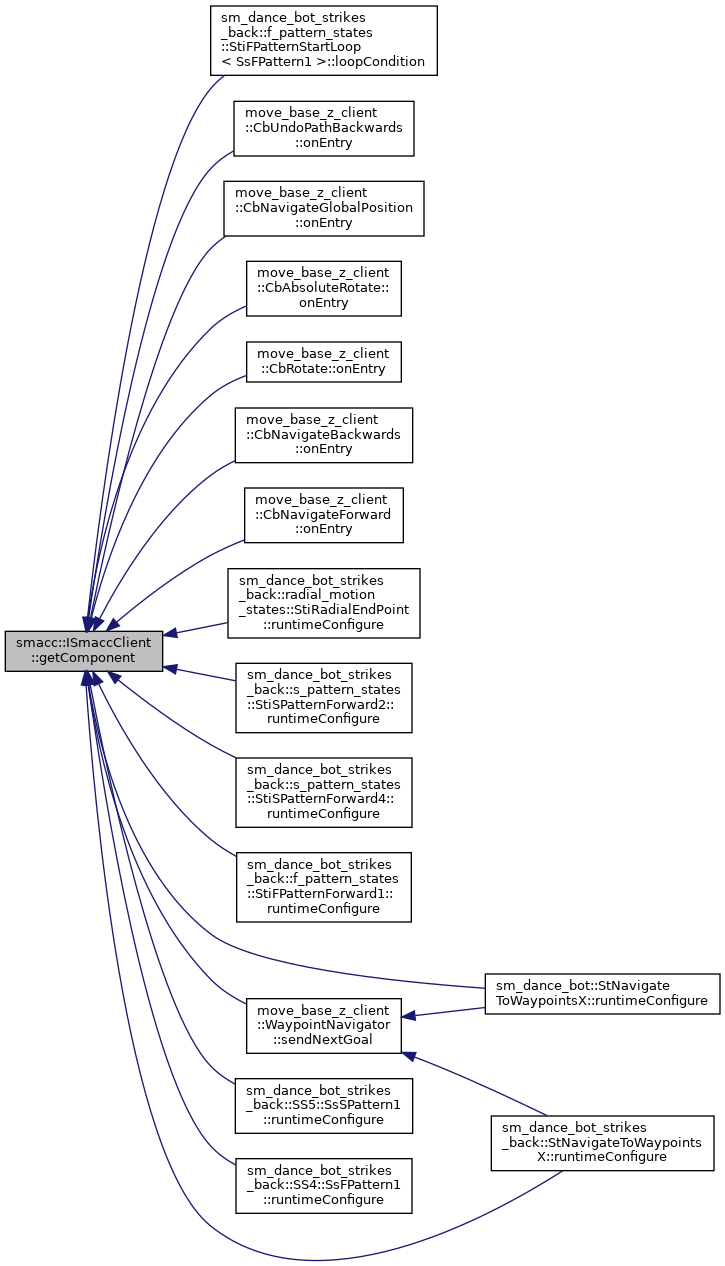 sm_dance_bot_strikes
_back::f_pattern_states
::StiFPatternStartLoop
< SsFPattern1 >::loopCondition
move_base_z_client
::CbUndoPathBackwards
::onEntry
move_base_z_client
::CbNavigateGlobalPosition
::onEntry
move_base_z_client
::CbAbsoluteRotate::
onEntry
move_base_z_client
::CbRotate::onEntry
move_base_z_client
::CbNavigateBackwards
::onEntry
move_base_z_client
::CbNavigateForward
::onEntry
sm_dance_bot_strikes
_back::radial_motion
_states::StiRadialEndPoint
::runtimeConfigure
smacc::ISmaccClient
::getComponent
sm_dance_bot_strikes
_back::s_pattern_states
::StiSPatternForward2::
runtimeConfigure
sm_dance_bot_strikes
_back::s_pattern_states
::StiSPatternForward4::
runtimeConfigure
sm_dance_bot_strikes
_back::f_pattern_states
::StiFPatternForward1::
runtimeConfigure
sm_dance_bot::StNavigate
ToWaypointsX::runtimeConfigure
move_base_z_client
::WaypointNavigator
::sendNextGoal
sm_dance_bot_strikes
_back::SS5::SsSPattern1
::runtimeConfigure
sm_dance_bot_strikes
_back::StNavigateToWaypoints
X::runtimeConfigure
sm_dance_bot_strikes
_back::SS4::SsFPattern1
::runtimeConfigure